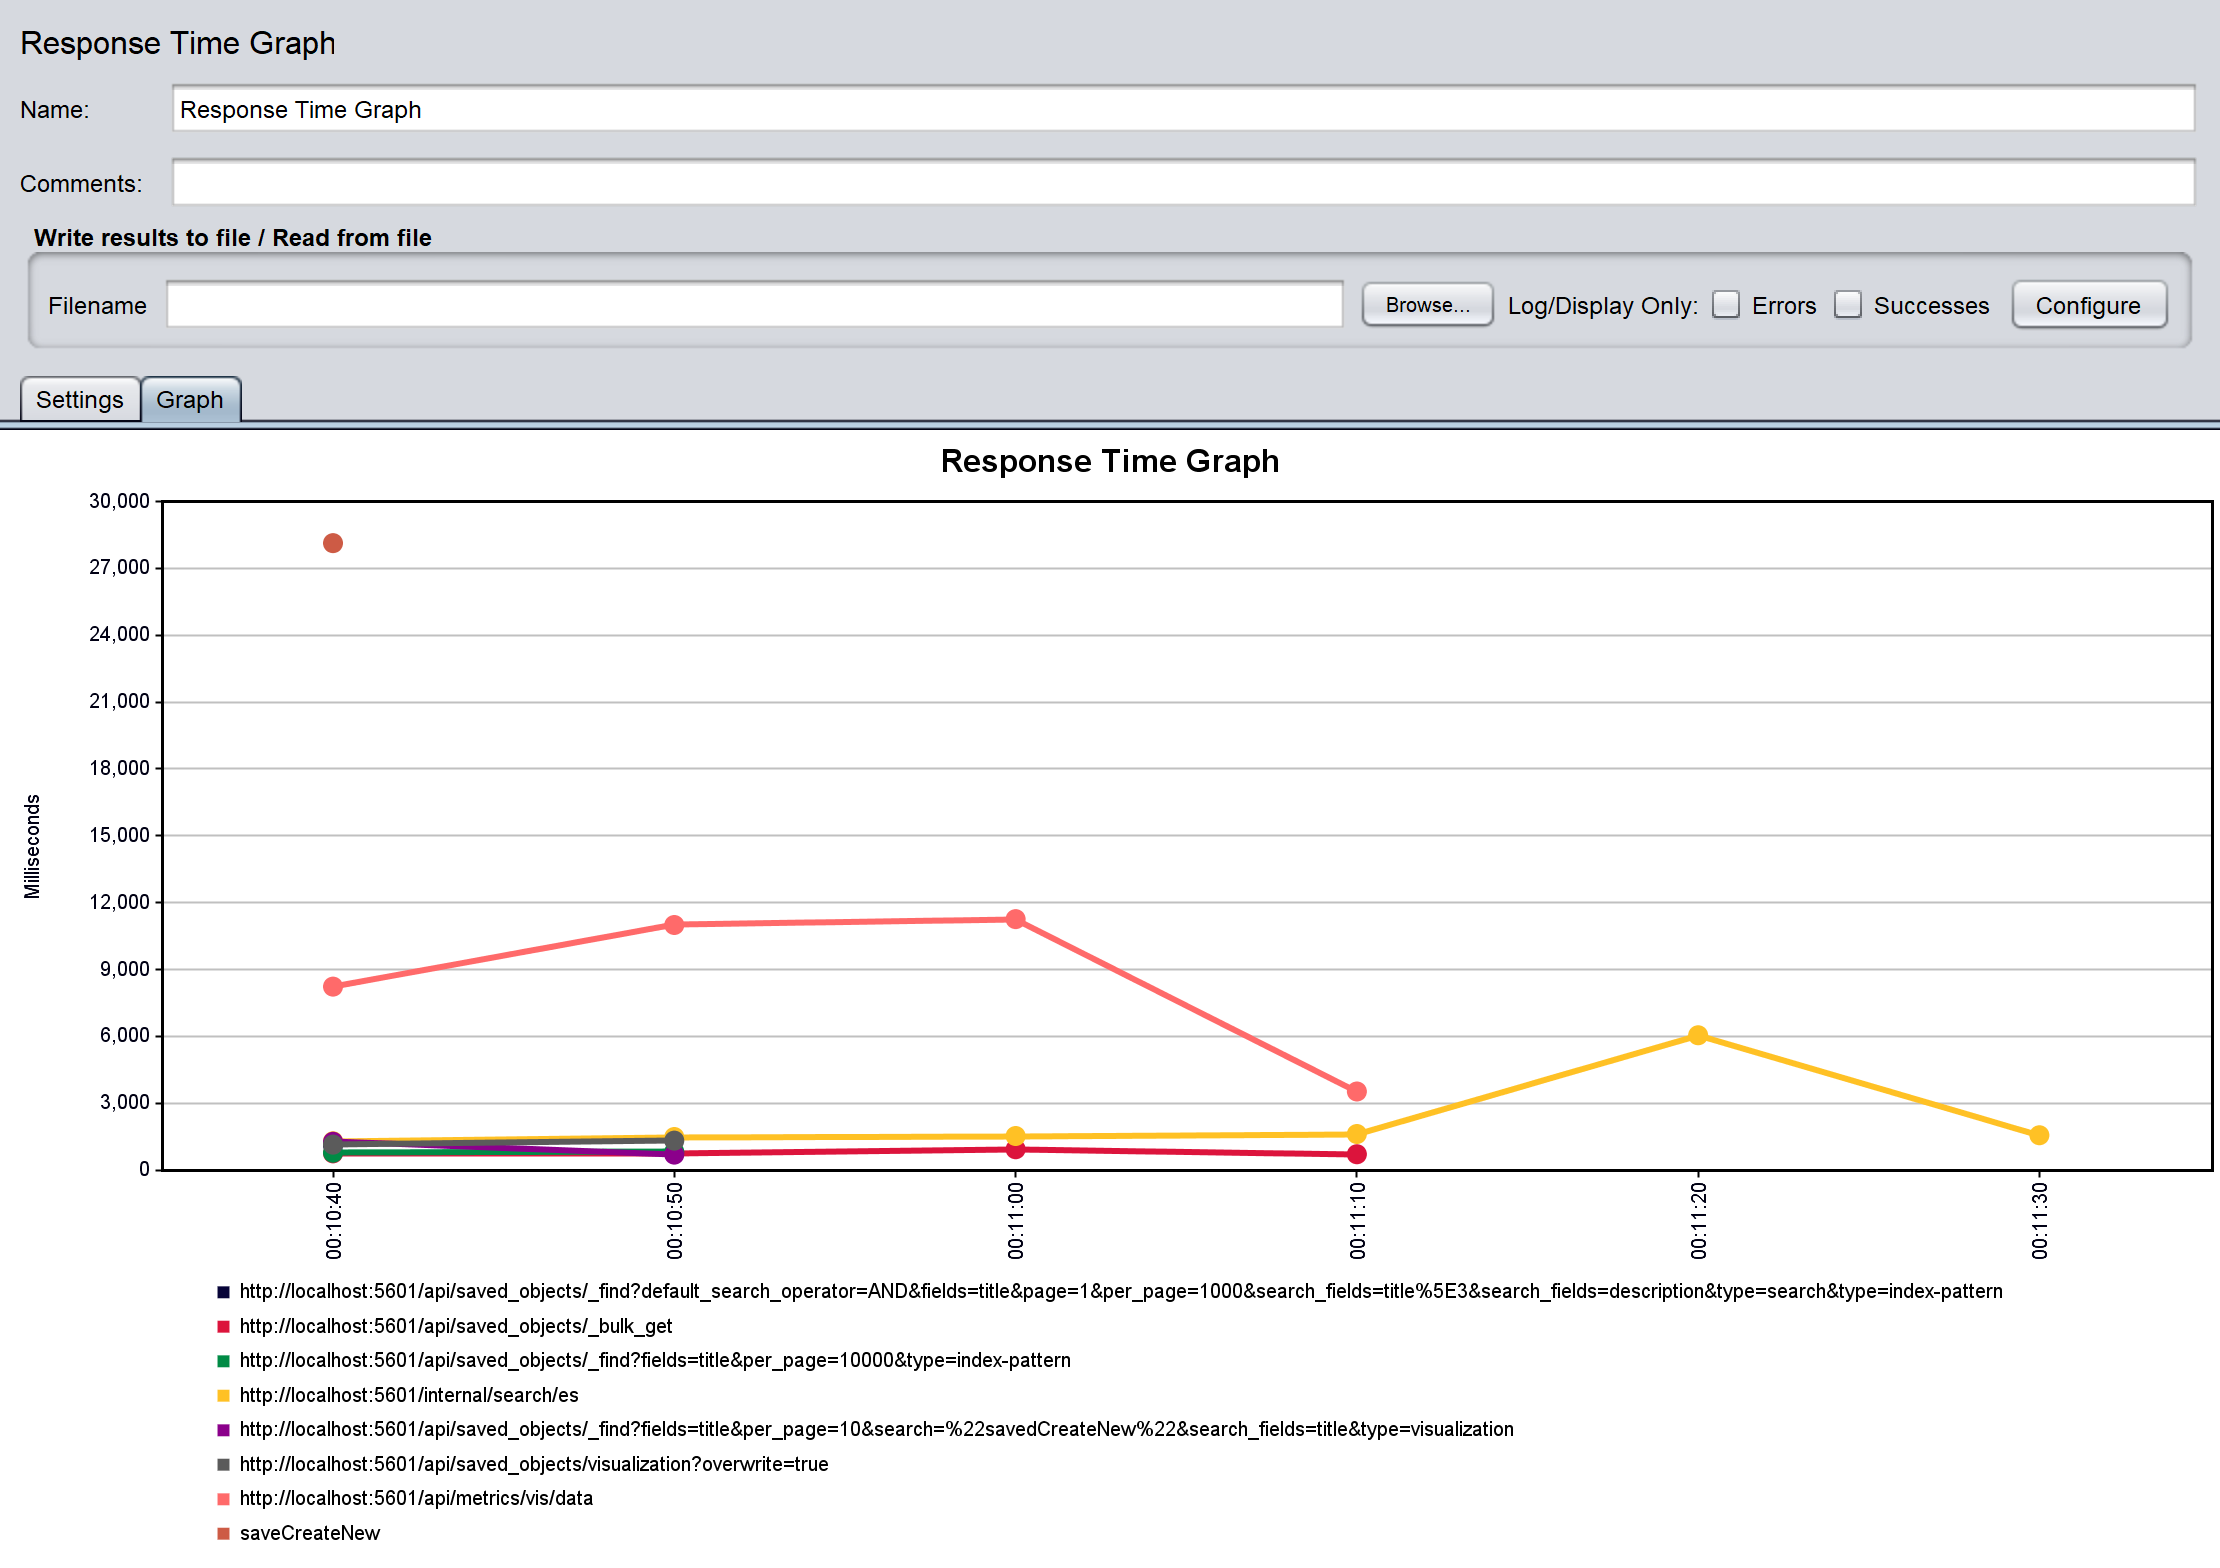 Response Time Graph
Name: Response Time Graph
Comments:
Write results to file / Read from file
Filename Browse... Log/Display Only: Errors Successes Configure
Settings Graph
Response Time Graph
30,000
27,000
24,000
21,000
18,000
15,000
12,000
9,000
6,000
3,000
0
Milliseconds
00:10:40 00:10:50 00:11:00 00:11:10 00:11:20 00:11:30
http://localhost:5601/api/saved_objects/_find?default_search_operator=AND&fields=title&page=1&per_page=1000&search_fields=title%5E3&search_fields=description&type=search&type=index-pattern
http://localhost:5601/api/saved_objects/_bulk_get
http://localhost:5601/api/saved_objects/_find?fields=title&per_page=10000&type=index-pattern
http://localhost:5601/internal/search/es
http://localhost:5601/api/saved_objects/_find?fields=title&per_page=10&search=%22savedCreateNew%22&search_fields=title&type=visualization
http://localhost:5601/api/saved_objects/visualization?overwrite=true
http://localhost:5601/api/metrics/vis/data
saveCreateNew